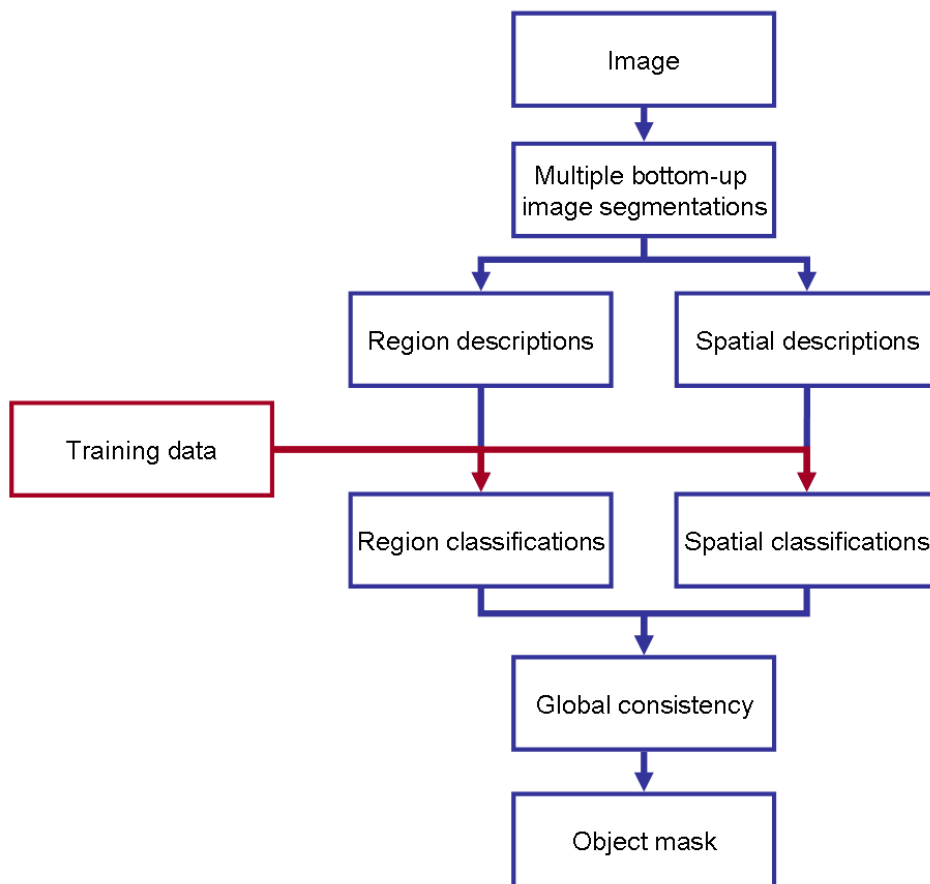 Image
Multiple bottom-up
image segmentations
Region descriptions
Spatial descriptions
Training data
Region classifications
Spatial classifications
Global consistency
Object mask